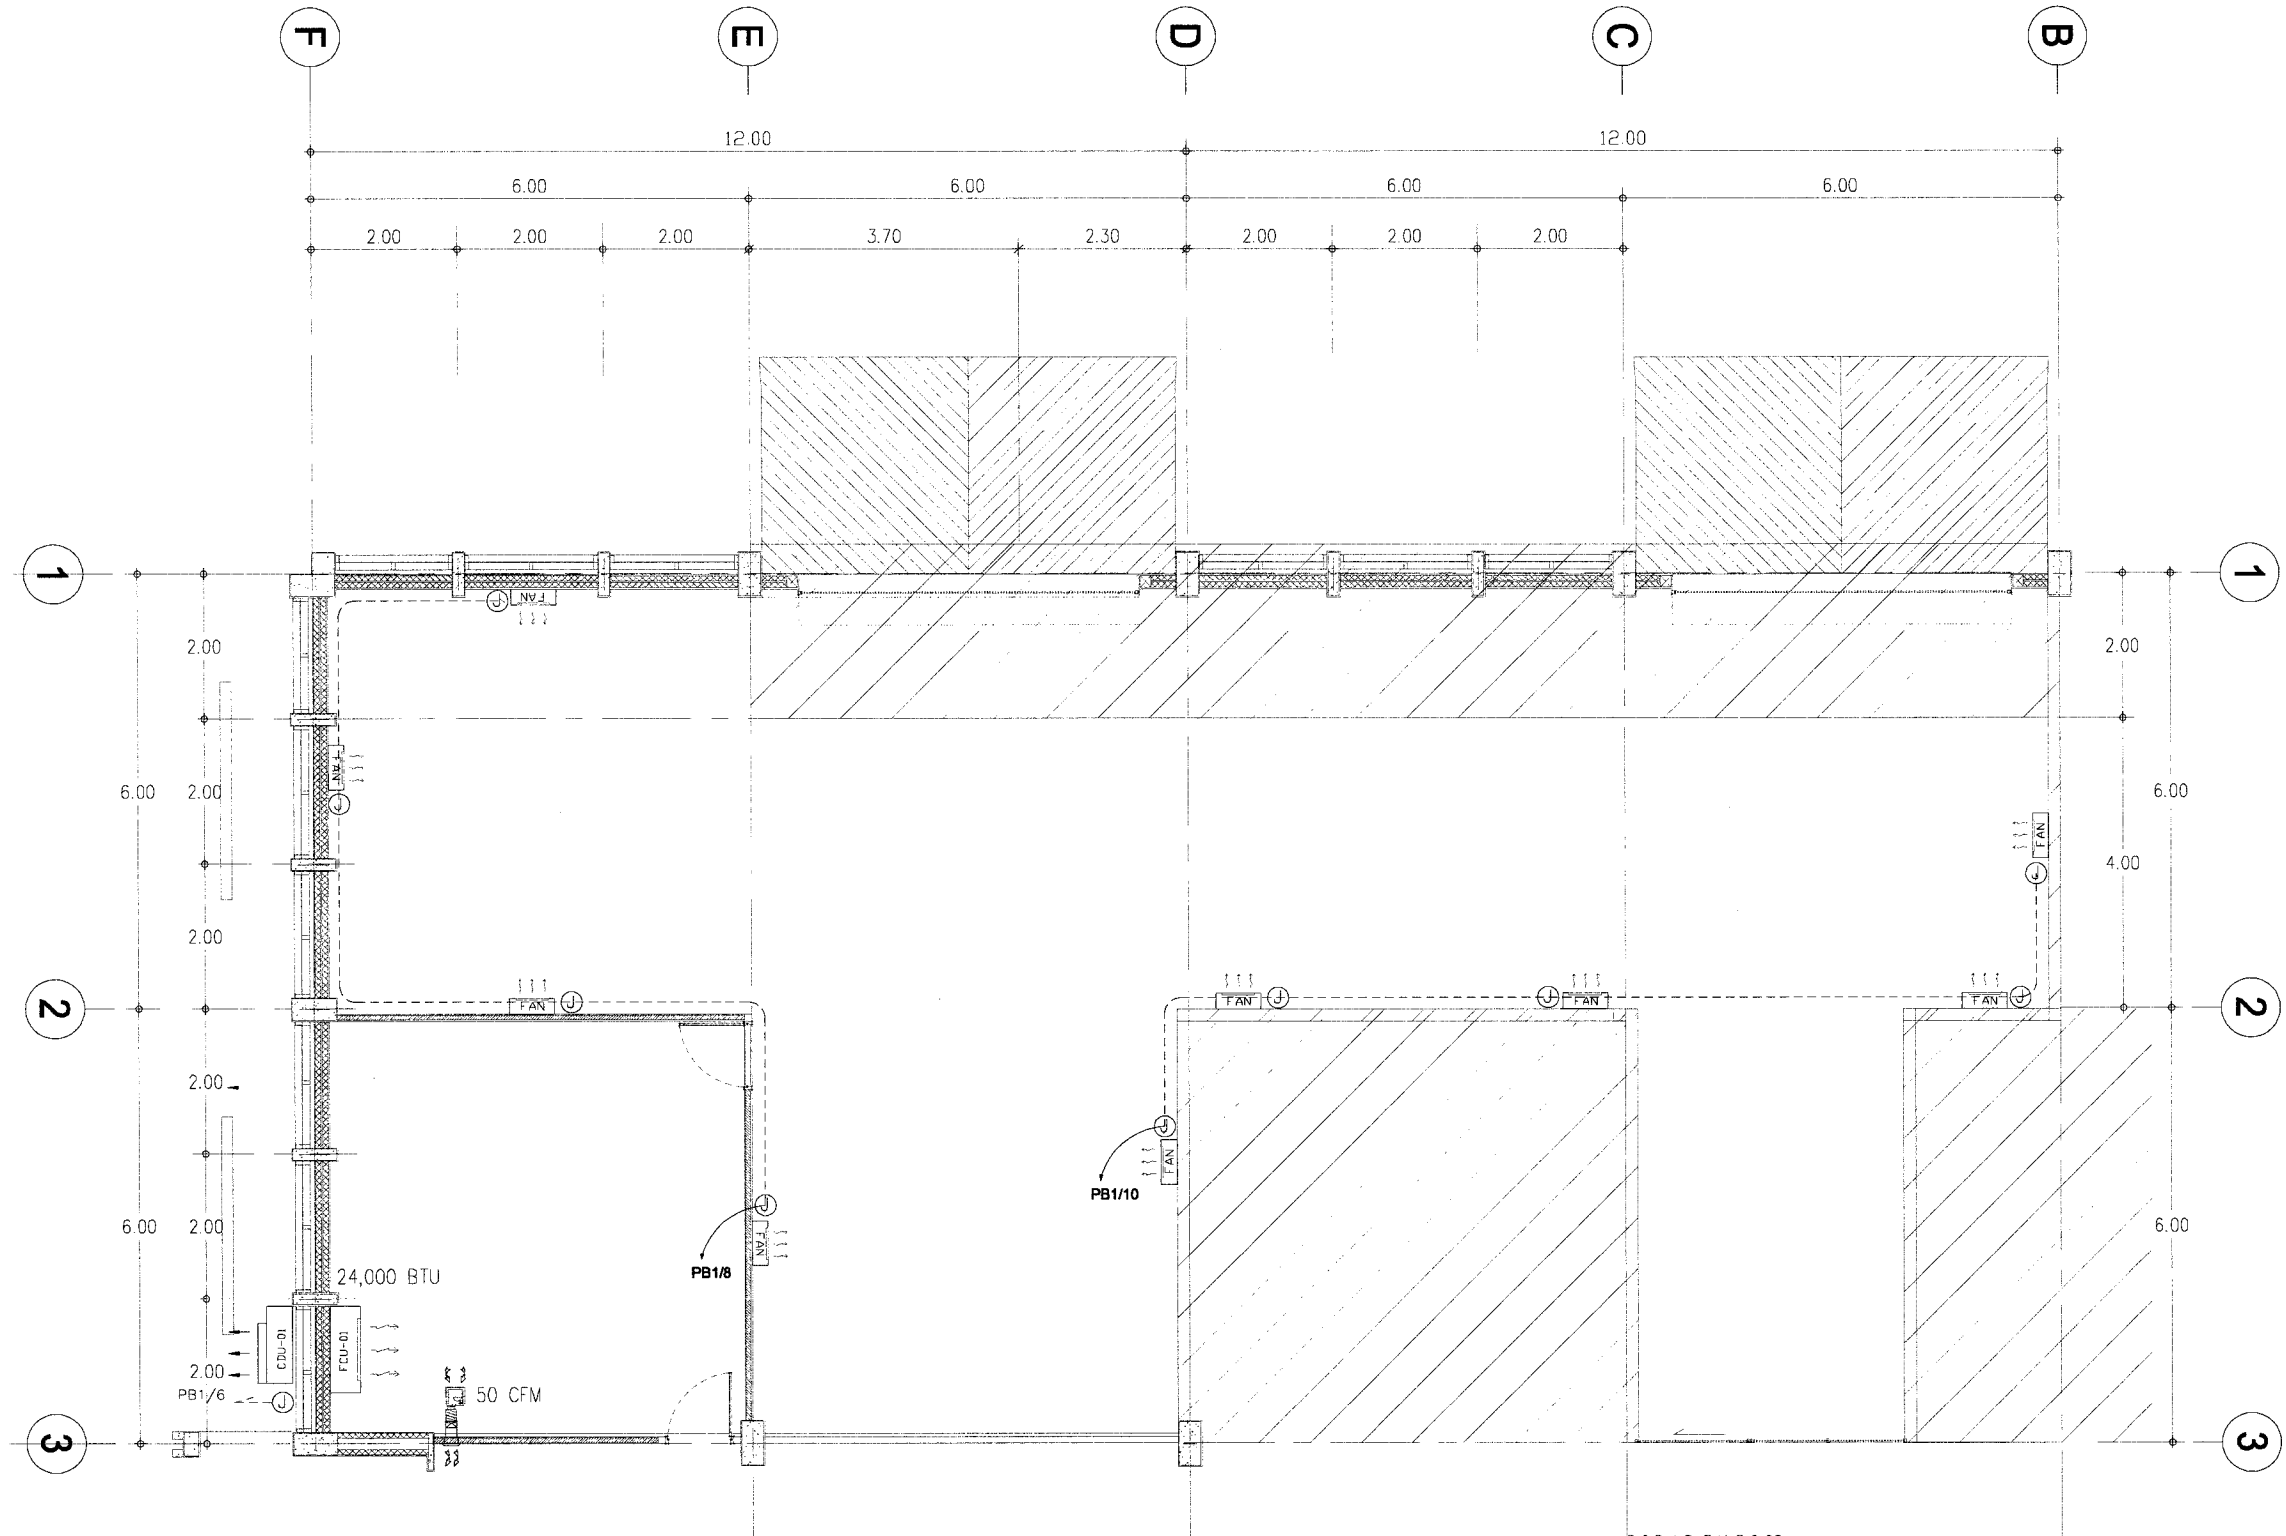 F E D C B
12.00 12.00
6.00 6.00 6.00 6.00
2.00 2.00 2.00 3.70 2.30 2.00 2.00 2.00
1 1
FAN
J
2.00 2.00
FAN
6.00 2.00 6.00
J
FAN
4.00
J
2.00
2 FAN J FAN J J FAN FAN J 2
2.00
J
FAN
PB1/10
J
6.00 2.00 6.00
FAN
PB1/8
24,000 BTU
CDU-01 FCU-01
2.00
PB1/6 J
50 CFM
3 3